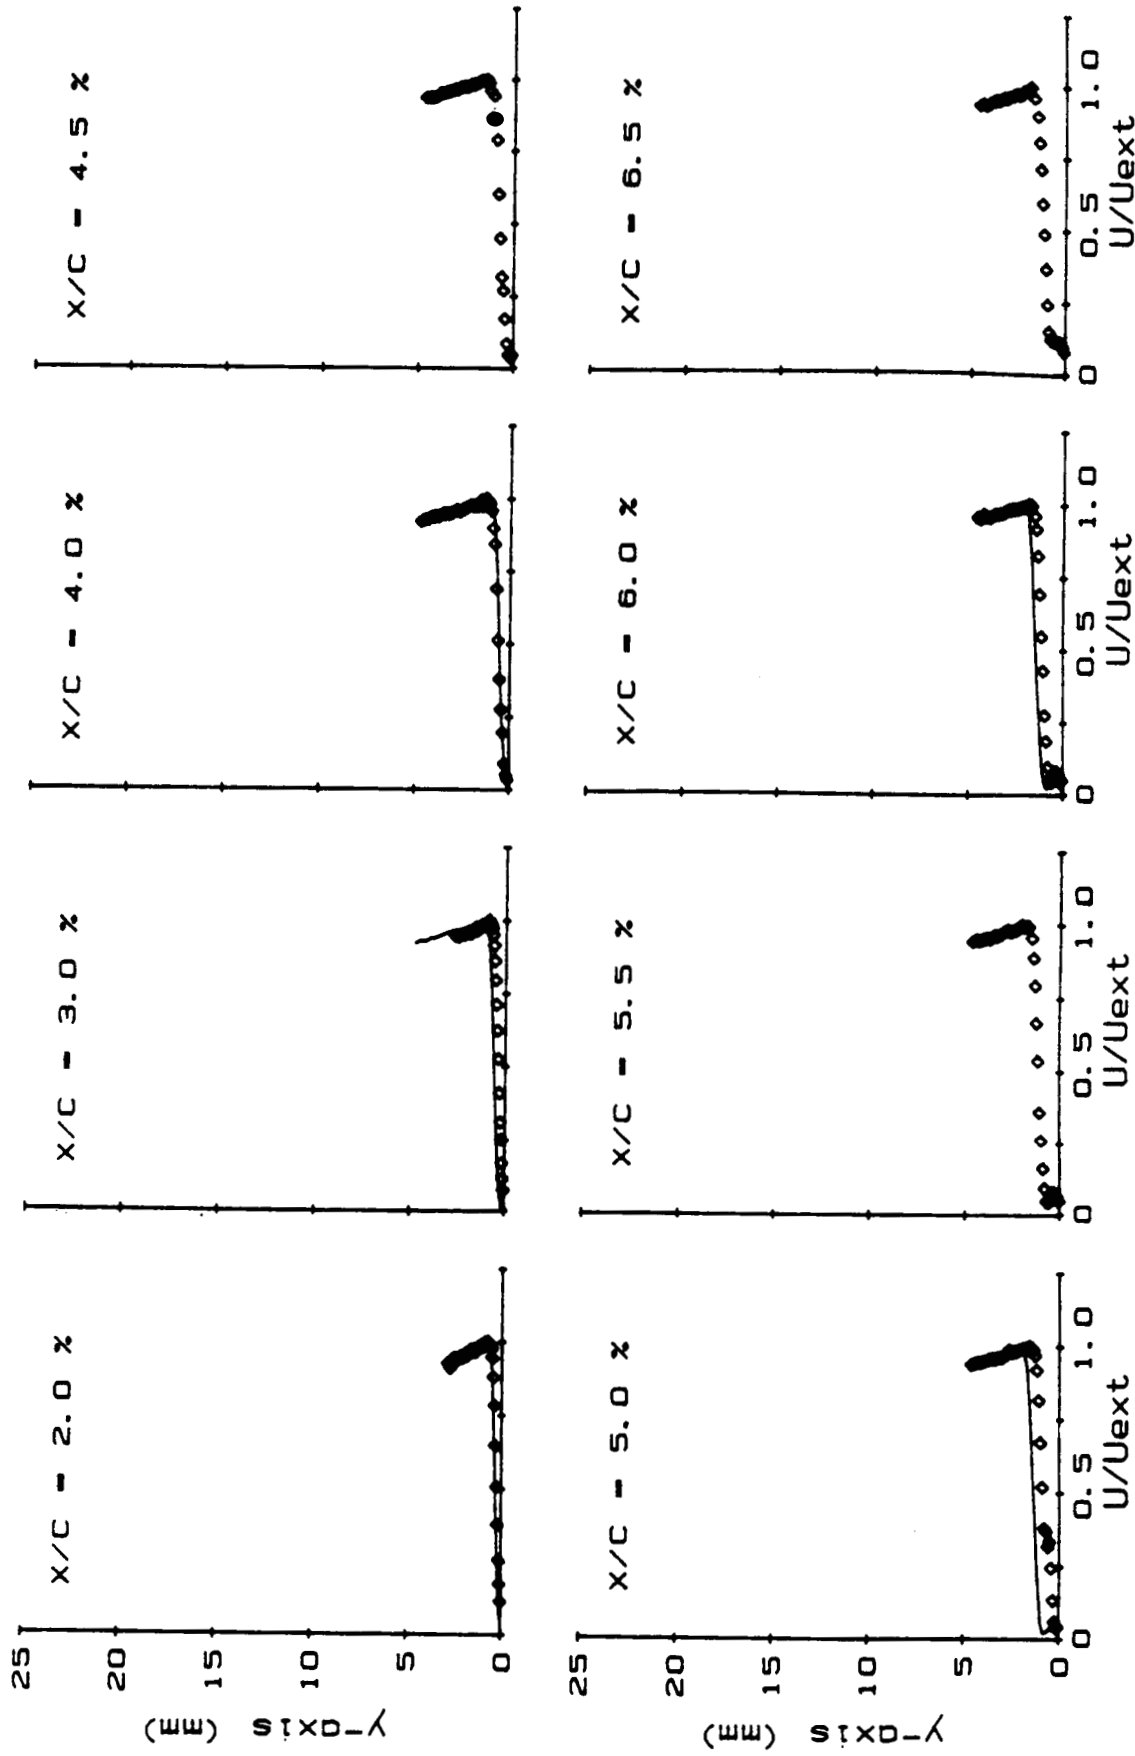 X/C = 2.0 %
X/C = 3.0 %
X/C = 4.0 %
X/C = 4.5 %
25
20
15
10
5
0
y-axis (mm)
X/C = 5.0 %
X/C = 5.5 %
X/C = 6.0 %
X/C = 6.5 %
25
20
15
10
5
0
y-axis (mm)
0 0.5 1.0
U/Uext
0 0.5 1.0
U/Uext
0 0.5 1.0
U/Uext
0 0.5 1.0
U/Uext